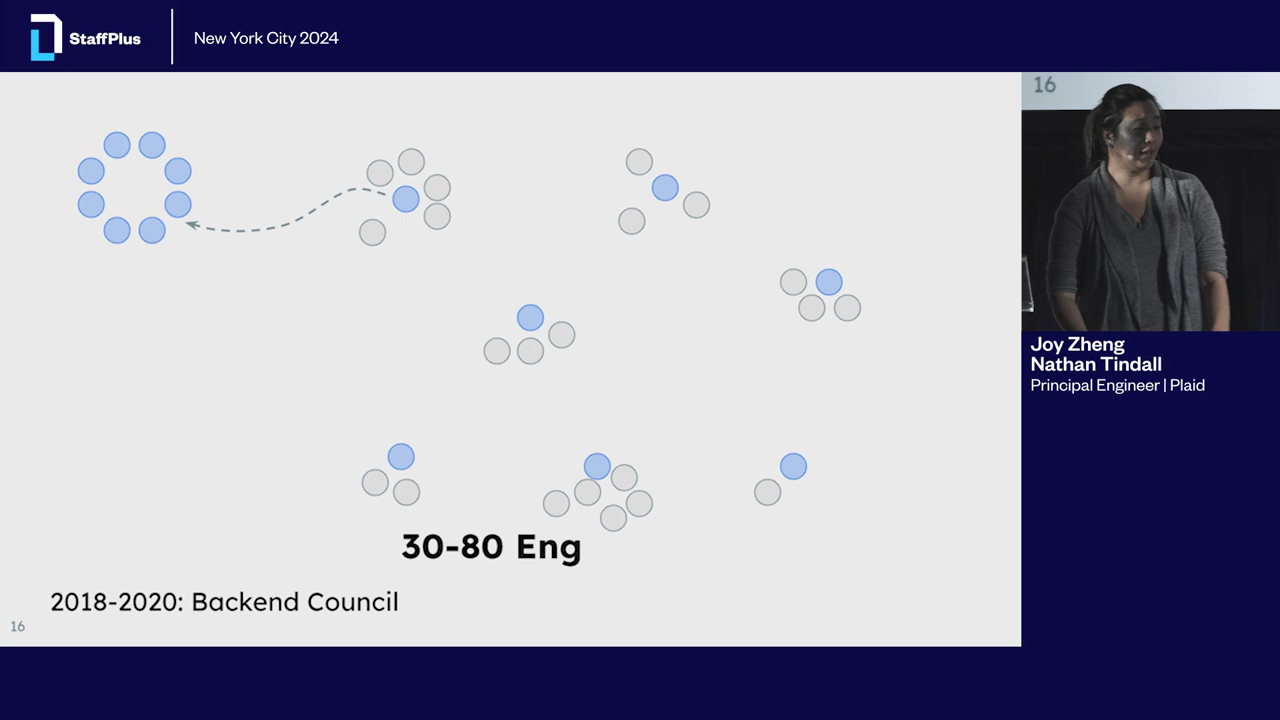 StaffPlus
New York City 2024
16
Joy Zheng
Nathan Tindall
Principal Engineer | Plaid
30-80 Eng
2018-2020: Backend Council
16